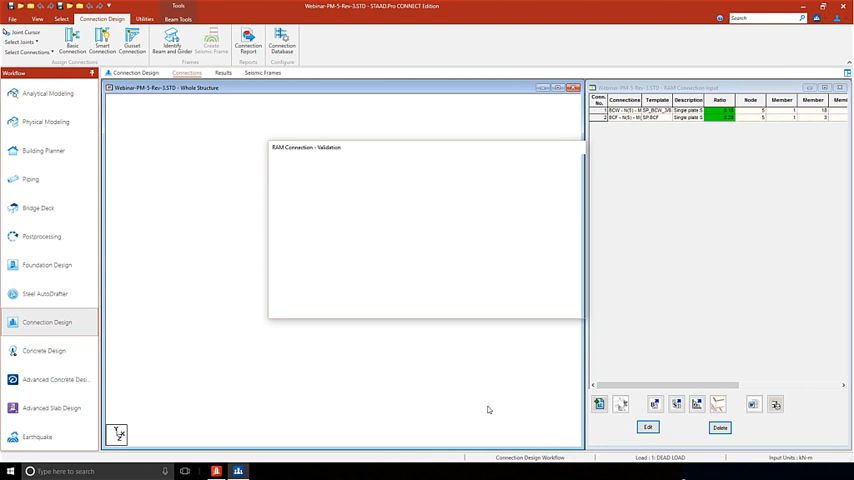 Webinar-PM-5-Rev-3.STD - STAAD.Pro CONNECT Edition
Tools
File View Select Connection Design Utilities Beam Tools
Search
Joint Cursor
Select Joints
Select Connections
Basic Connection
Smart Connection
Gusset Connection
Identify Beam and Girder
Create Seismic Frame
Connection Report
Connection Database
Assign Connections
Frames
Reports
Configure
Workflow
Connection Design Connections Results Seismic Frames
Analytical Modeling
Physical Modeling
Building Planner
Piping
Bridge Deck
Postprocessing
Foundation Design
Steel AutoDrafter
Connection Design
Concrete Design
Advanced Concrete Desi...
Advanced Slab Design
Earthquake
Webinar-PM-5-Rev-3.STD - Whole Structure
RAM Connection - Validation
Y
X
Z
Webinar-PM-5-Rev-3.STD - RAM Connection Input
Conn. No. Connections Template Description Ratio Node Member Member Memb
1 BCW - N(5) - M SP_BCW_3/8 Single plate S 5 1 18
2 BCF - N(5) - M SP BCF Single plate S 5 1 3
Edit
Delete
Connection Design Workflow
Load : 1: DEAD LOAD
Input Units: kN-m
Type here to search